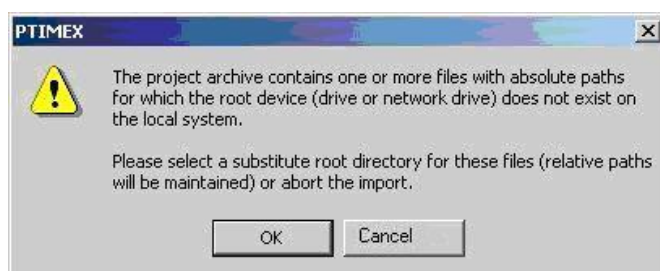 PTIMEX
The project archive contains one or more files with absolute paths
for which the root device (drive or network drive) does not exist on
the local system.
Please select a substitute root directory for these files (relative paths
will be maintained) or abort the import.
OK Cancel